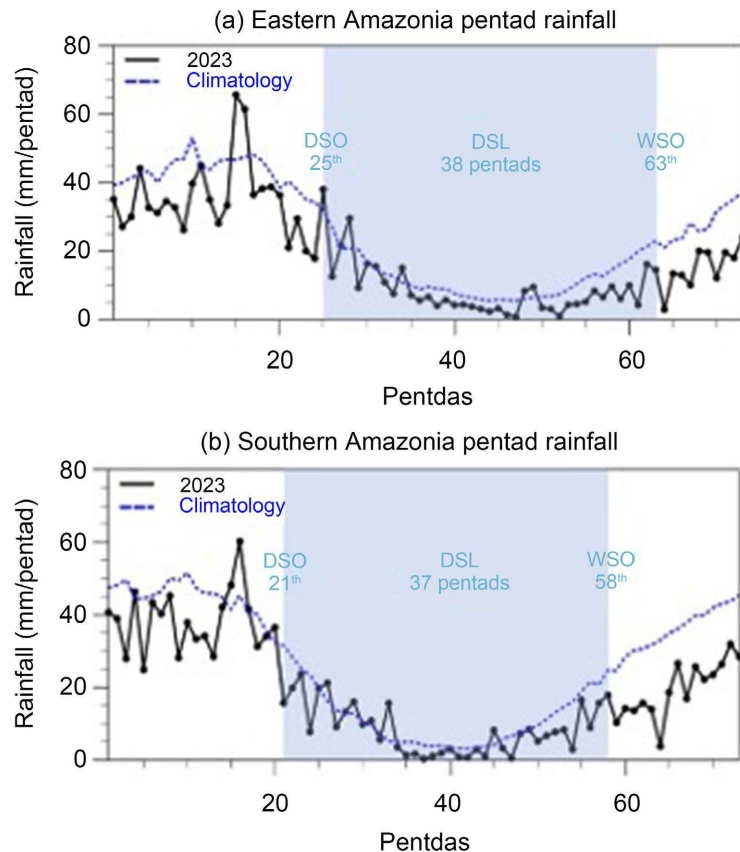 (a) Eastern Amazonia pentad rainfall
80
2023
Climatology
60
DSO DSL WSO
25th 38 pentads 63th
40
20
0
Rainfall (mm/pentad)
20 40 60
Pentdas
(b) Southern Amazonia pentad rainfall
80
2023
Climatology
60
DSO DSL WSO
21th 37 pentads 58th
40
20
0
Rainfall (mm/pentad)
20 40 60
Pentdas